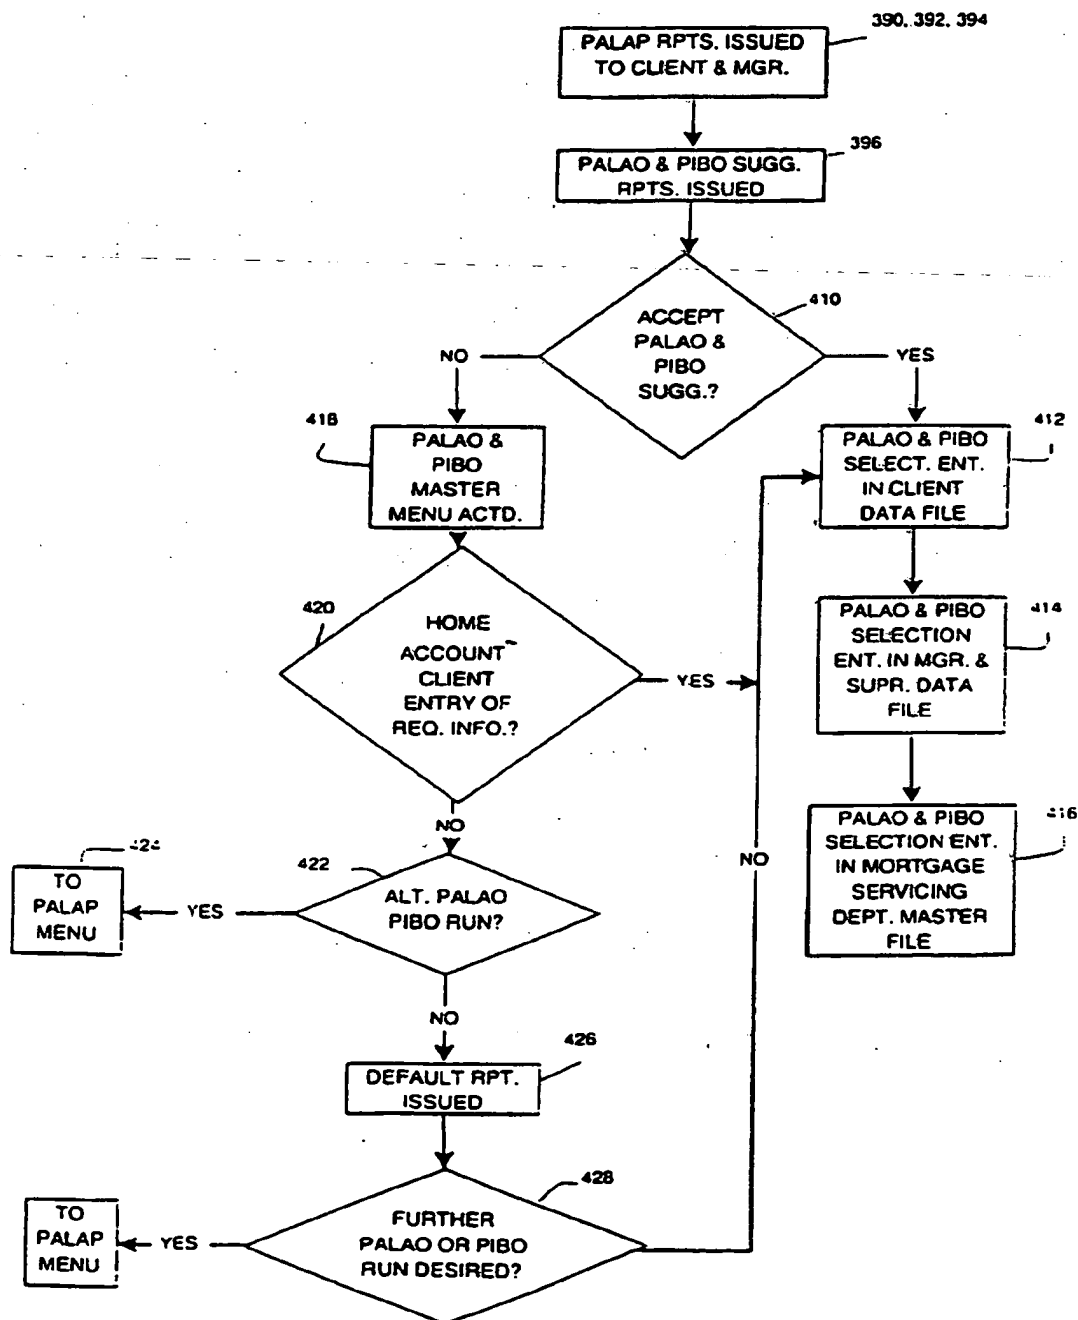 390, 392, 394
PALAP RPTS. ISSUED
TO CLIENT & MGR.
396
PALAO & PIBO SUGG.
RPTS. ISSUED
410
ACCEPT
PALAO &
PIBO
SUGG.?
NO
YES
418
PALAO &
PIBO
MASTER
MENU ACTD.
412
PALAO & PIBO
SELECT. ENT.
IN CLIENT
DATA FILE
420
HOME
ACCOUNT
CLIENT
ENTRY OF
REQ. INFO.?
YES
414
PALAO & PIBO
SELECTION
ENT. IN MGR. &
SUPR. DATA
FILE
NO
416
PALAO & PIBO
SELECTION ENT.
IN MORTGAGE
SERVICING
DEPT. MASTER
FILE
NO
424
TO
PALAP
MENU
YES
422
ALT. PALAO
PIBO RUN?
NO
426
DEFAULT RPT.
ISSUED
428
FURTHER
PALAO OR PIBO
RUN DESIRED?
YES
TO
PALAP
MENU